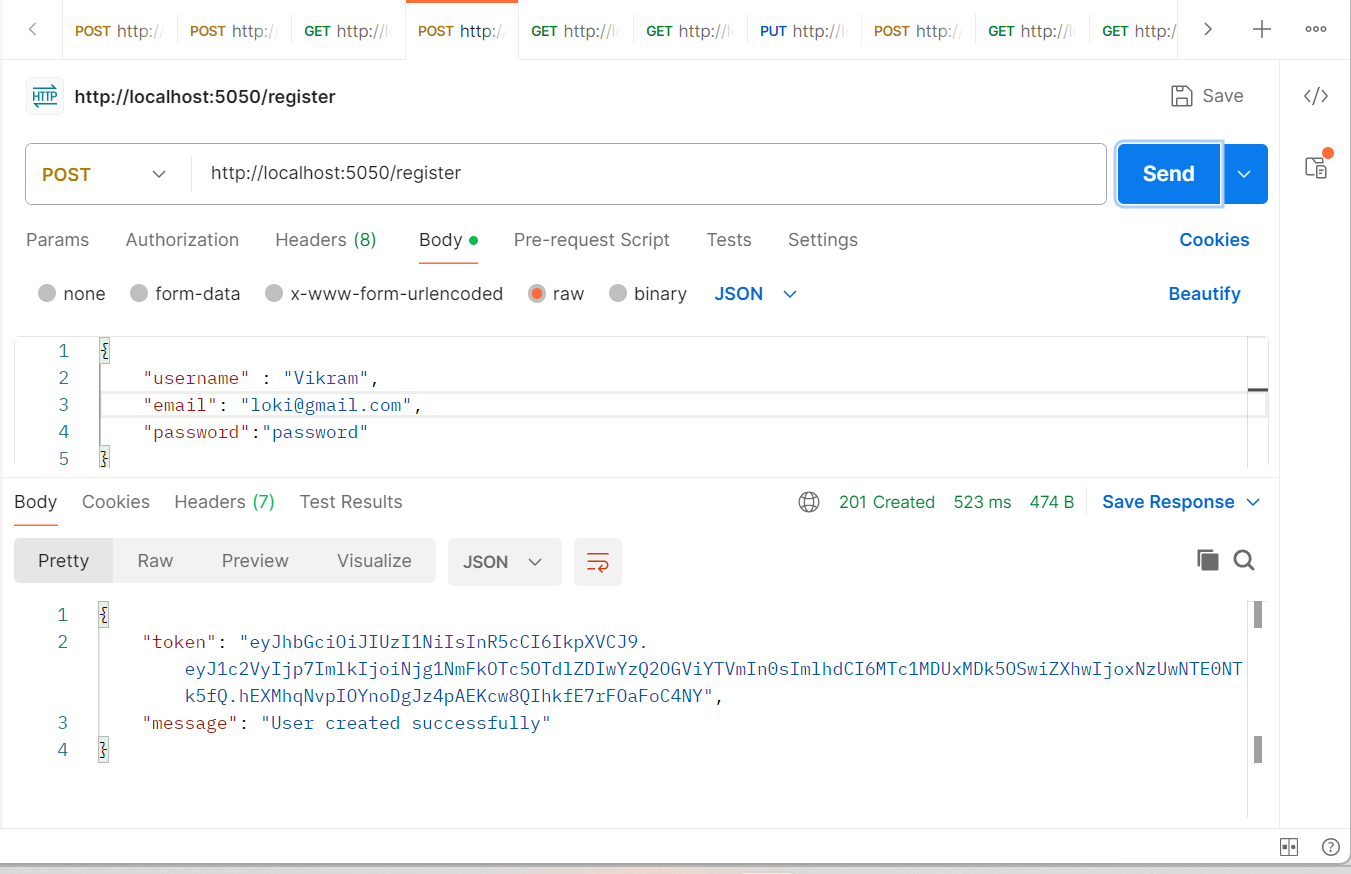 POST http:/
POST http:/
GET http://l
POST http:/
GET http://l
GET http://l
PUT http://l
POST http:/
GET http://l
GET http:/
HTTP
http://localhost:5050/register
Save
</>
POST
http://localhost:5050/register
Send
Params Authorization Headers (8) Body Pre-request Script Tests Settings Cookies
none form-data x-www-form-urlencoded raw binary JSON Beautify
1 {
2 "username" : "Vikram",
3 "email": "loki@gmail.com",
4 "password":"password"
5 }
Body Cookies Headers (7) Test Results 201 Created 523 ms 474 B Save Response
Pretty Raw Preview Visualize JSON
1 {
2 "token": "eyJhbGciOiJIUzI1NiIsInR5cCI6IkpXVCJ9.
eyJ1c2VyIjp7ImlkIjoiNjg1NmFkOTc5OTdlZDIwYzQ2OGViYTVmIn0sImlhdCI6MTc1MDUxMDk5OSwiZXhwIjoxNzUwNTE0NT
k5fQ.hEXMhqNvpIOYnoDgJz4pAEKcw8QIhkfE7rFOaFoC4NY",
3 "message": "User created successfully"
4 }